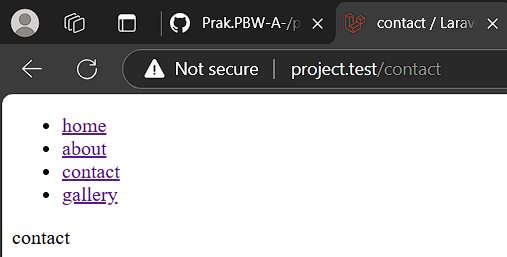 Prak.PBW-A-/p
contact / Larav
Not secure
project.test/contact
home
about
contact
gallery
contact